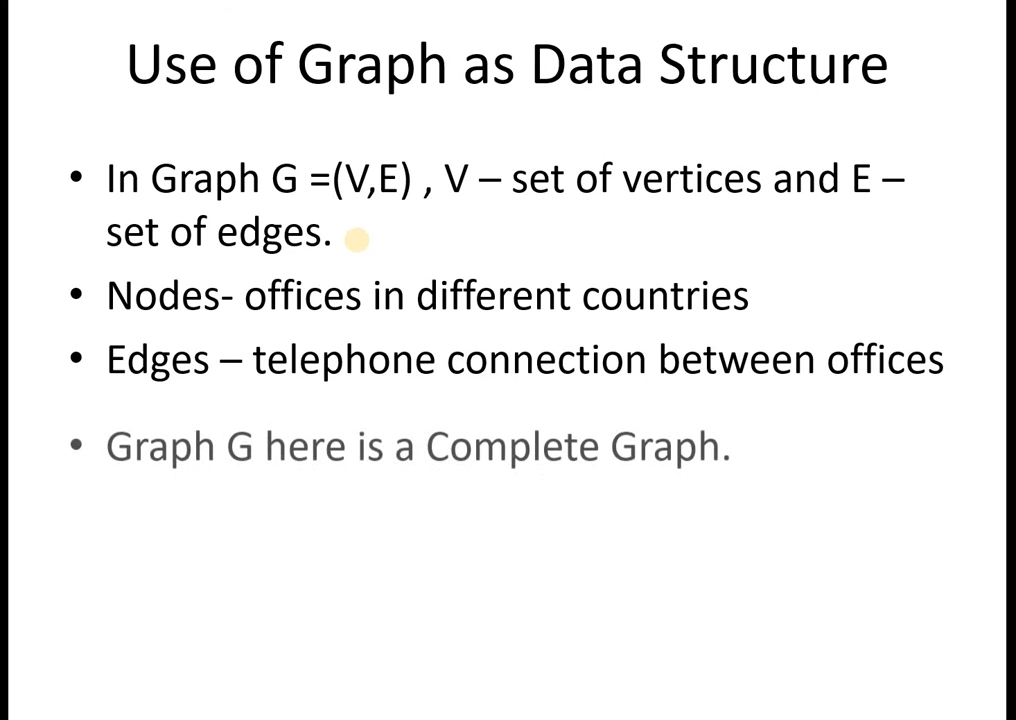 Use of Graph as Data Structure
• In Graph G =(V,E) , V – set of vertices and E –
set of edges.
• Nodes- offices in different countries
• Edges – telephone connection between offices
• Graph G here is a Complete Graph.